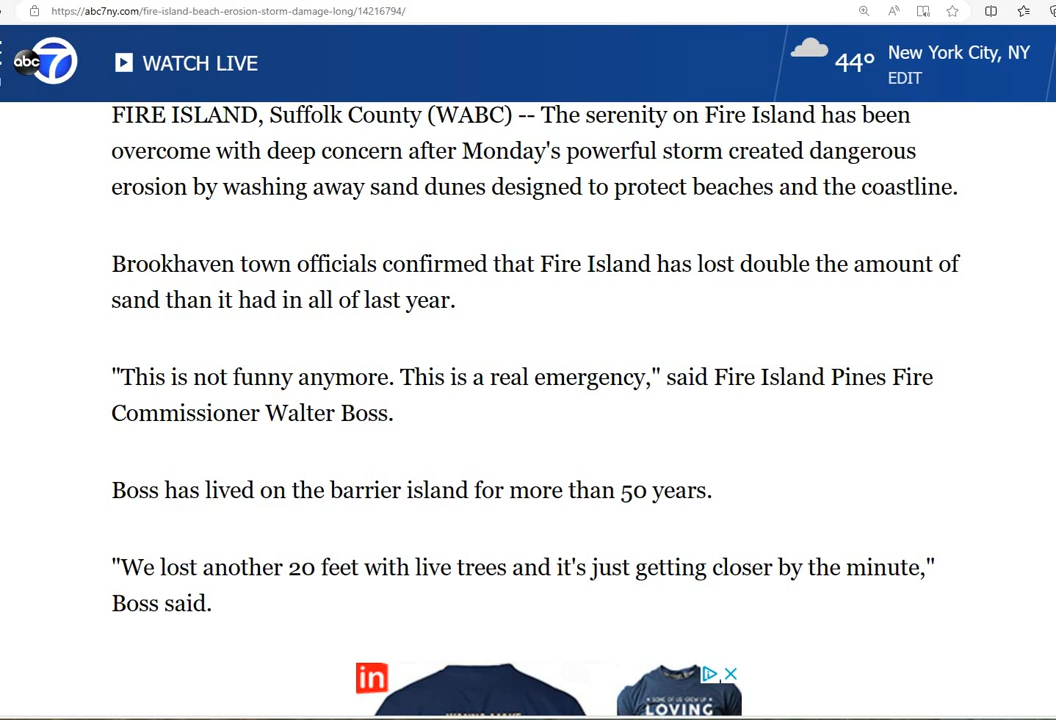 https://abc7ny.com/fire-island-beach-erosion-storm-damage-long/14216794/
abc 7
WATCH LIVE
44°
New York City, NY
EDIT
FIRE ISLAND, Suffolk County (WABC) -- The serenity on Fire Island has been
overcome with deep concern after Monday's powerful storm created dangerous
erosion by washing away sand dunes designed to protect beaches and the coastline.
Brookhaven town officials confirmed that Fire Island has lost double the amount of
sand than it had in all of last year.
"This is not funny anymore. This is a real emergency," said Fire Island Pines Fire
Commissioner Walter Boss.
Boss has lived on the barrier island for more than 50 years.
"We lost another 20 feet with live trees and it's just getting closer by the minute,"
Boss said.
in
SOME OF US GREW UP
LOVING